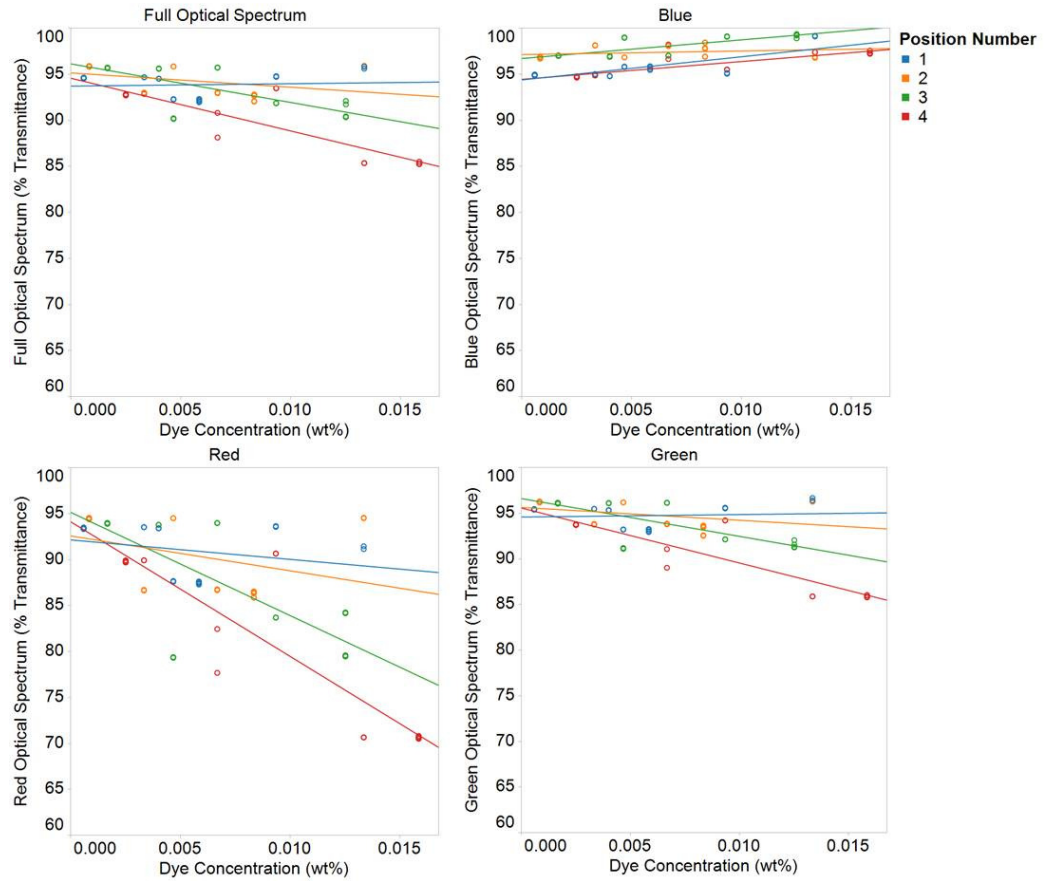 Full Optical Spectrum
Full Optical Spectrum (% Transmittance)
100
95
90
85
80
75
70
65
60
0.000 0.005 0.010 0.015
Dye Concentration (wt%)
Blue
Blue Optical Spectrum (% Transmittance)
100
95
90
85
80
75
70
65
60
0.000 0.005 0.010 0.015
Dye Concentration (wt%)
Position Number
1
2
3
4
Red
Red Optical Spectrum (% Transmittance)
100
95
90
85
80
75
70
65
60
0.000 0.005 0.010 0.015
Dye Concentration (wt%)
Green
Green Optical Spectrum (% Transmittance)
100
95
90
85
80
75
70
65
60
0.000 0.005 0.010 0.015
Dye Concentration (wt%)